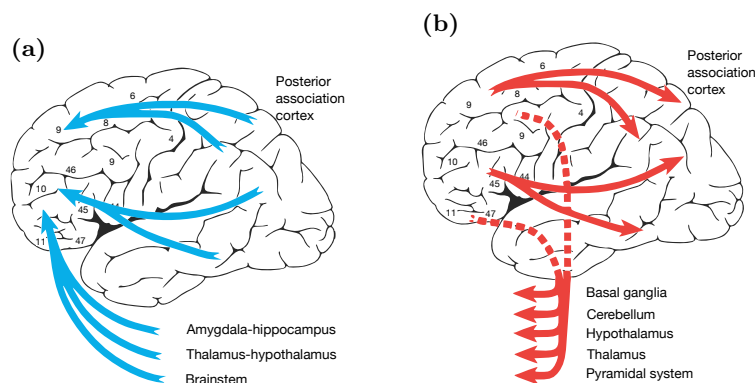 (a)
Posterior
association
cortex
6
8
9
4
46
9
10
45
44
11
47
Amygdala-hippocampus
Thalamus-hypothalamus
Brainstem
(b)
Posterior
association
cortex
6
9
8
4
46
9
10
44
45
11
47
Basal ganglia
Cerebellum
Hypothalamus
Thalamus
Pyramidal system